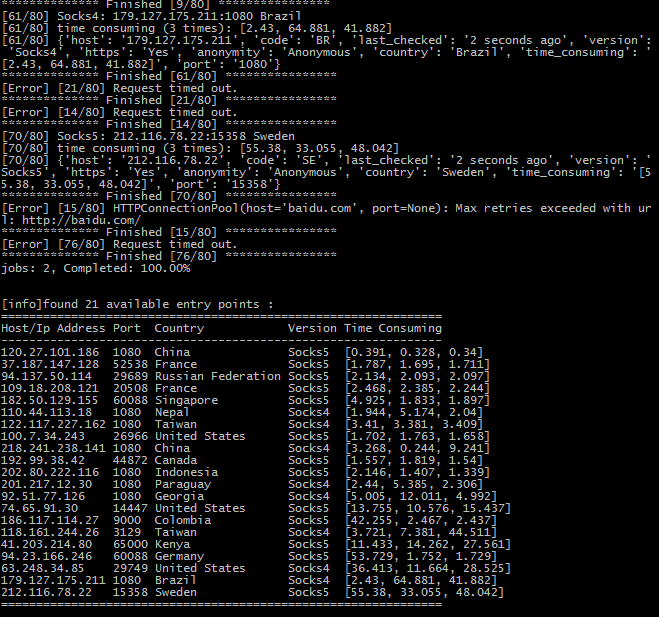 ************** Finished [9/80] ****************
[61/80] Socks4: 179.127.175.211:1080 Brazil
[61/80] time consuming (3 times): [2.43, 64.881, 41.882]
[61/80] {'host': '179.127.175.211', 'code': 'BR', 'last_checked': '2 seconds ago', 'version':
'Socks4', 'https': 'Yes', 'anonymity': 'Anonymous', 'country': 'Brazil', 'time_consuming': '
[2.43, 64.881, 41.882]', 'port': '1080'}
************** Finished [61/80] ****************
[Error] [21/80] Request timed out.
************** Finished [21/80] ****************
[Error] [14/80] Request timed out.
************** Finished [14/80] ****************
[70/80] Socks5: 212.116.78.22:15358 Sweden
[70/80] time consuming (3 times): [55.38, 33.055, 48.042]
[70/80] {'host': '212.116.78.22', 'code': 'SE', 'last_checked': '2 seconds ago', 'version': '
Socks5', 'https': 'Yes', 'anonymity': 'Anonymous', 'country': 'Sweden', 'time_consuming': '[5
5.38, 33.055, 48.042]', 'port': '15358'}
************** Finished [70/80] ****************
[Error] [15/80] HTTPConnectionPool(host='baidu.com', port=None): Max retries exceeded with ur
l: http://baidu.com/
************** Finished [15/80] ****************
[Error] [76/80] Request timed out.
************** Finished [76/80] ****************
jobs: 2, Completed: 100.00%
[info]found 21 available entry points :
===============================================================
Host/Ip Address Port  Country            Version Time Consuming
---------------------------------------------------------------
120.27.101.186  1080  China              Socks5  [0.391, 0.328, 0.34]
37.187.147.128  52538 France             Socks5  [1.787, 1.695, 1.711]
94.137.50.114   29689 Russian Federation Socks5  [2.134, 2.093, 2.097]
109.18.208.121  20508 France             Socks5  [2.468, 2.385, 2.244]
182.50.129.155  60088 Singapore          Socks5  [4.925, 1.833, 1.897]
110.44.113.18   1080  Nepal              Socks4  [1.944, 5.174, 2.04]
122.117.227.162 1080  Taiwan             Socks4  [3.41, 3.381, 3.409]
100.7.34.243    26966 United States      Socks5  [1.702, 1.763, 1.658]
218.241.238.141 1080  China              Socks4  [3.268, 0.244, 9.241]
192.99.38.42    44872 Canada             Socks5  [1.557, 1.819, 1.54]
202.80.222.116  1080  Indonesia          Socks5  [2.146, 1.407, 1.339]
201.217.12.30   1080  Paraguay           Socks4  [2.44, 5.385, 2.306]
92.51.77.126    1080  Georgia            Socks4  [5.005, 12.011, 4.992]
74.65.91.30     14447 United States      Socks5  [13.755, 10.576, 15.437]
186.117.114.27  9000  Colombia           Socks5  [42.255, 2.467, 2.437]
118.161.244.26  3129  Taiwan             Socks4  [3.721, 7.381, 44.511]
41.203.214.80   65000 Kenya              Socks5  [11.433, 14.262, 27.561]
94.23.166.246   60088 Germany            Socks5  [53.729, 1.752, 1.729]
63.248.34.85    29749 United States      Socks4  [36.413, 11.664, 28.525]
179.127.175.211 1080  Brazil             Socks4  [2.43, 64.881, 41.882]
212.116.78.22   15358 Sweden             Socks5  [55.38, 33.055, 48.042]
===============================================================